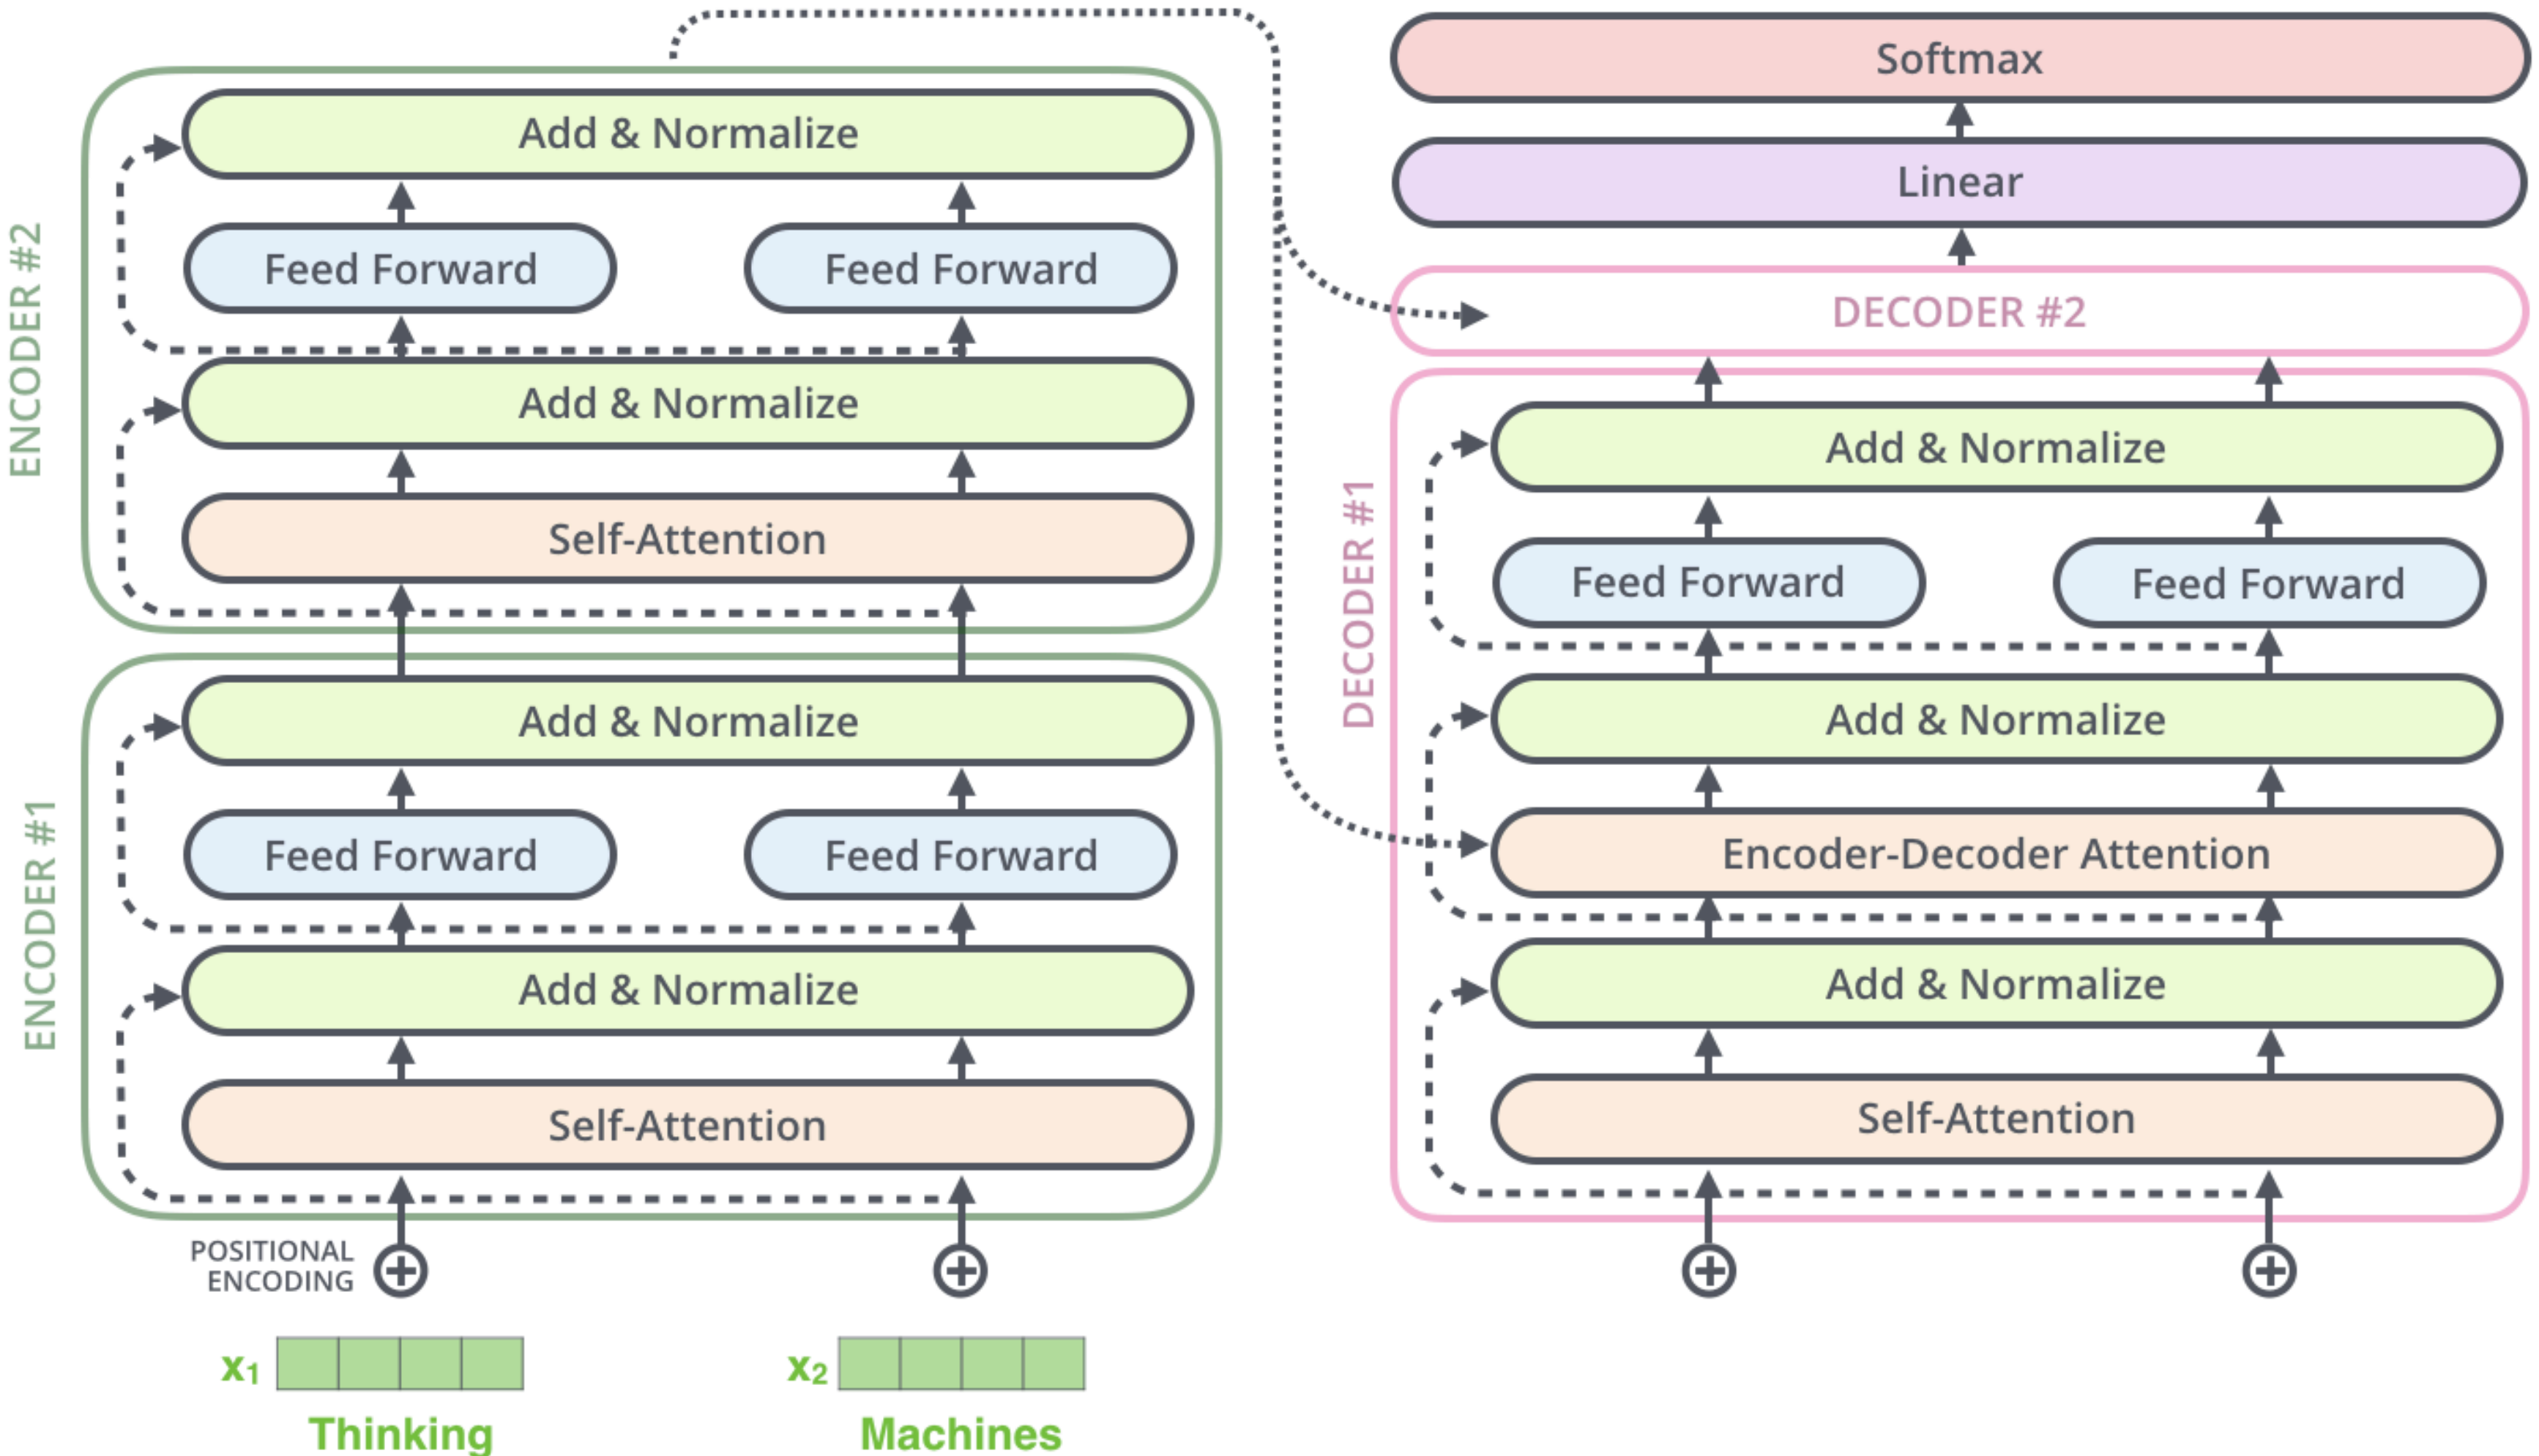 ENCODER #2
Add & Normalize
Feed Forward
Feed Forward
Add & Normalize
Self-Attention
ENCODER #1
Add & Normalize
Feed Forward
Feed Forward
Add & Normalize
Self-Attention
POSITIONAL
ENCODING
x1
x2
Thinking
Machines
Softmax
Linear
DECODER #2
DECODER #1
Add & Normalize
Feed Forward
Feed Forward
Add & Normalize
Encoder-Decoder Attention
Add & Normalize
Self-Attention